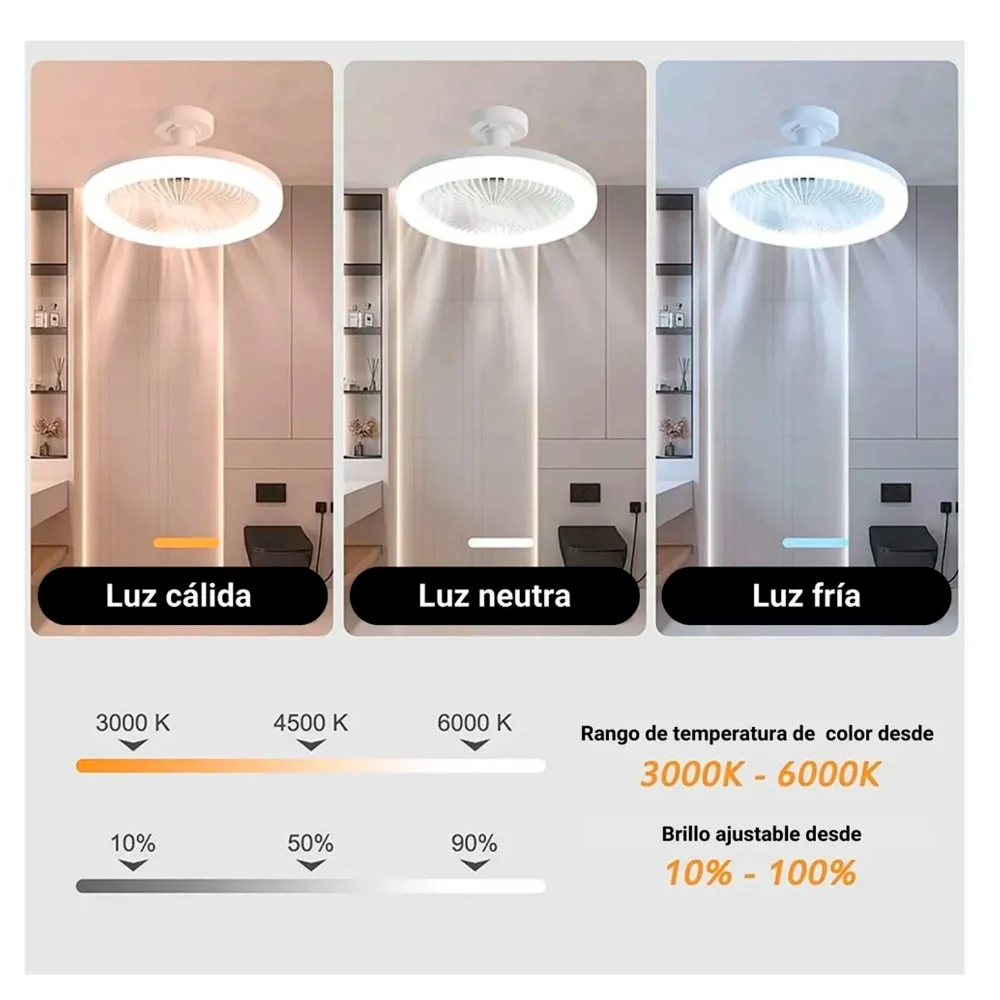 Luz cálida
Luz neutra
Luz fría
3000 K 4500 K 6000 K
Rango de temperatura de color desde
3000K - 6000K
10% 50% 90%
Brillo ajustable desde
10% - 100%